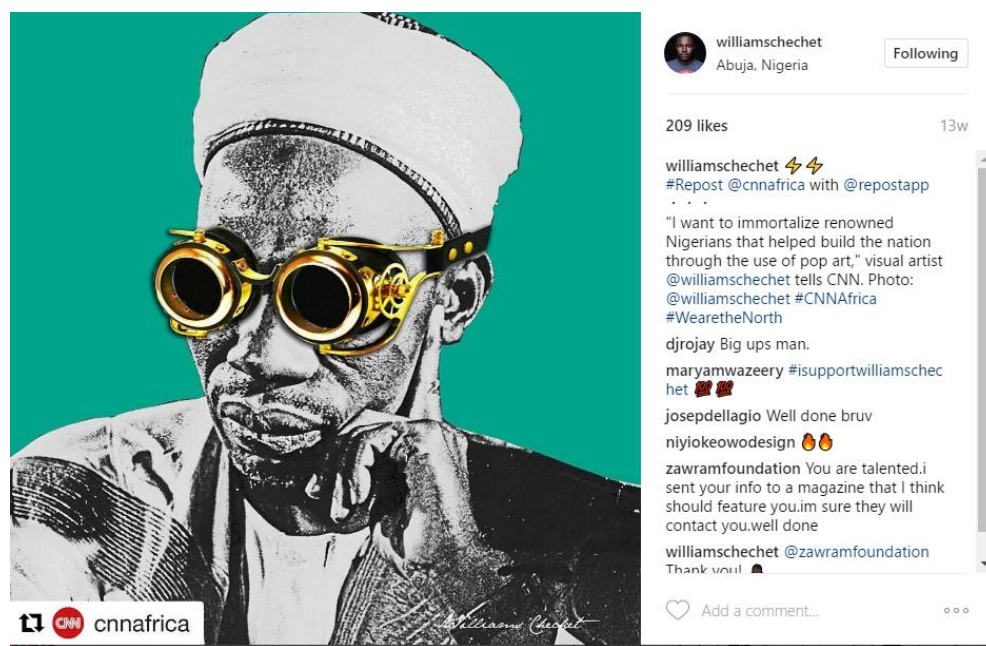 williamschechet
Abuja, Nigeria
Following
209 likes
13w
williamschechet ⚡⚡
#Repost @cnnafrica with @repostapp
"I want to immortalize renowned
Nigerians that helped build the nation
through the use of pop art," visual artist
@williamschechet tells CNN. Photo:
@williamschechet #CNNAfrica
#WearetheNorth
djrojay Big ups man.
maryamwazeery #isupportwilliamschec
het 💯 💯
josepdellagio Well done bruv
niyiokeowodesign 🔥🔥
zawramfoundation You are talented.i
sent your info to a magazine that I think
should feature you.im sure they will
contact you.well done
williamschechet @zawramfoundation
Thank you!
Add a comment...
CNN cnnafrica
Williams Chechet